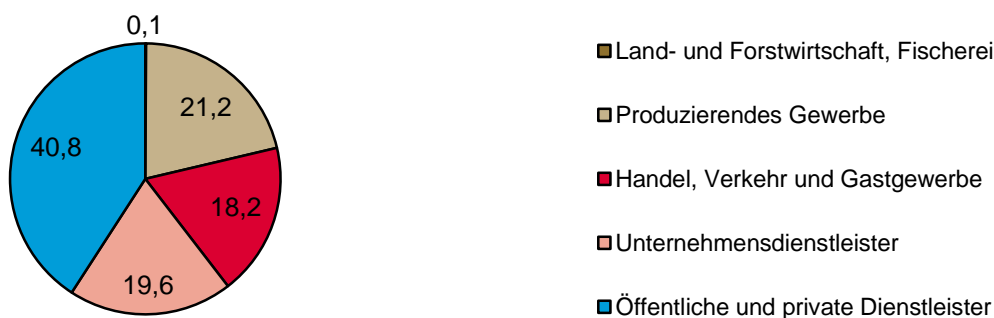 0,1
21,2
40,8
18,2
19,6
Land- und Forstwirtschaft, Fischerei
Produzierendes Gewerbe
Handel, Verkehr und Gastgewerbe
Unternehmensdienstleister
Öffentliche und private Dienstleister